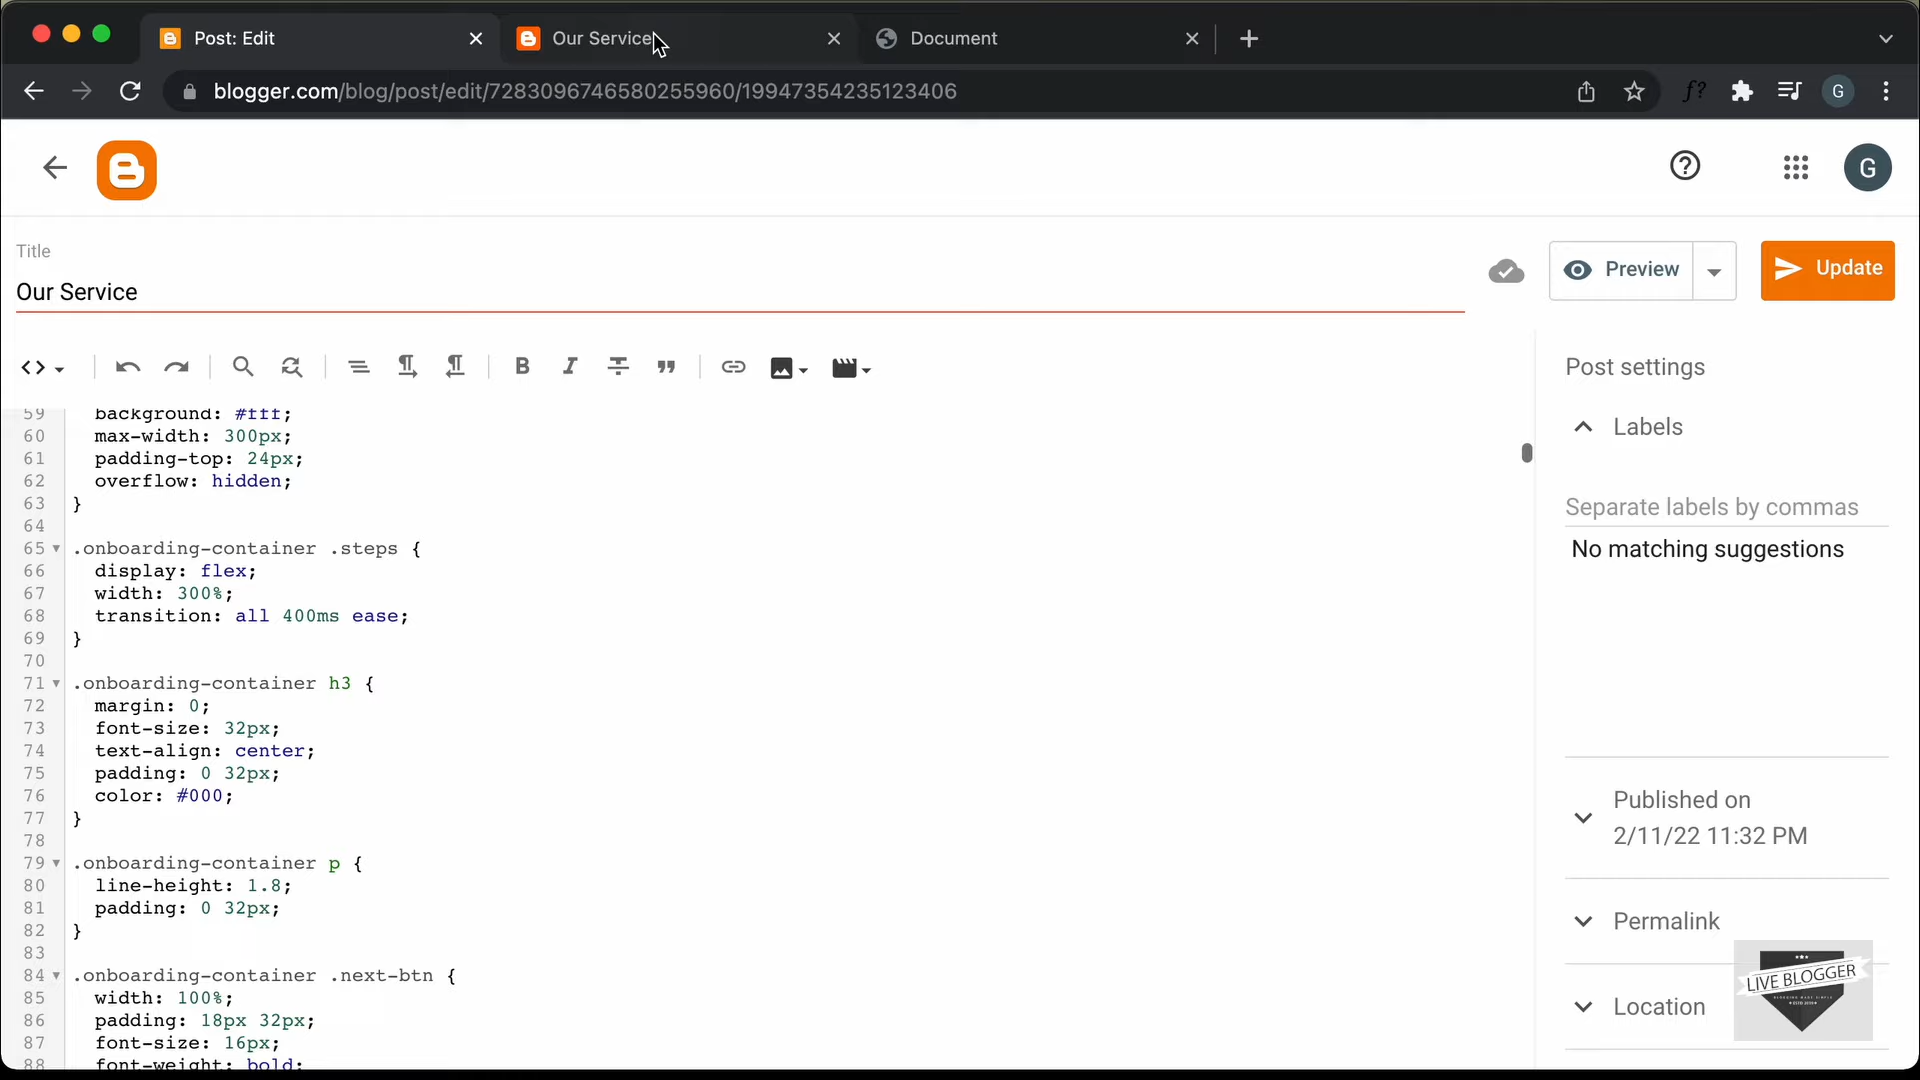 Post: Edit
Our Service
Document
blogger.com/blog/post/edit/7283096746580255960/19947354235123406
f?
G
G
Title
Our Service
Preview
Update
B
I
Post settings
Labels
Separate labels by commas
No matching suggestions
Published on
2/11/22 11:32 PM
Permalink
Location
59 background: #fff;
60 max-width: 300px;
61 padding-top: 24px;
62 overflow: hidden;
63 }
64
65 .onboarding-container .steps {
66 display: flex;
67 width: 300%;
68 transition: all 400ms ease;
69 }
70
71 .onboarding-container h3 {
72 margin: 0;
73 font-size: 32px;
74 text-align: center;
75 padding: 0 32px;
76 color: #000;
77 }
78
79 .onboarding-container p {
80 line-height: 1.8;
81 padding: 0 32px;
82 }
83
84 .onboarding-container .next-btn {
85 width: 100%;
86 padding: 18px 32px;
87 font-size: 16px;
88 font-weight: bold;
LIVE BLOGGER